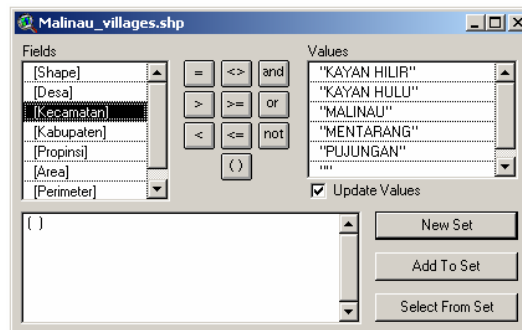 Malinau_villages.shp
Fields
Values
[Shape]
[Desa]
[Kecamatan]
[Kabupaten]
[Propinsi]
[Area]
[Perimeter]
= <> and
> >= or
< <= not
( )
"KAYAN HILIR"
"KAYAN HULU"
"MALINAU"
"MENTARANG"
"PUJUNGAN"
""
Update Values
( )
New Set
Add To Set
Select From Set